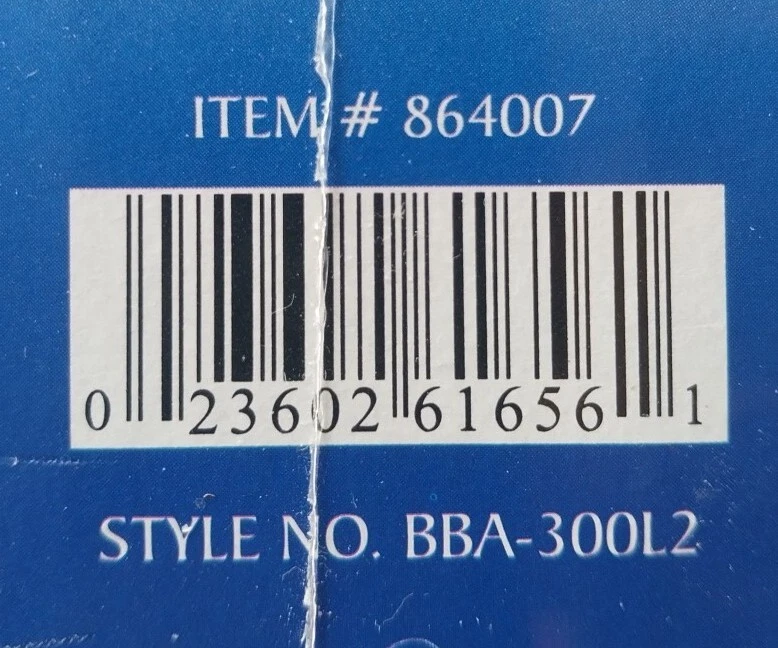 ITEM # 864007
0 23602 61656 1
STYLE NO. BBA-300L2